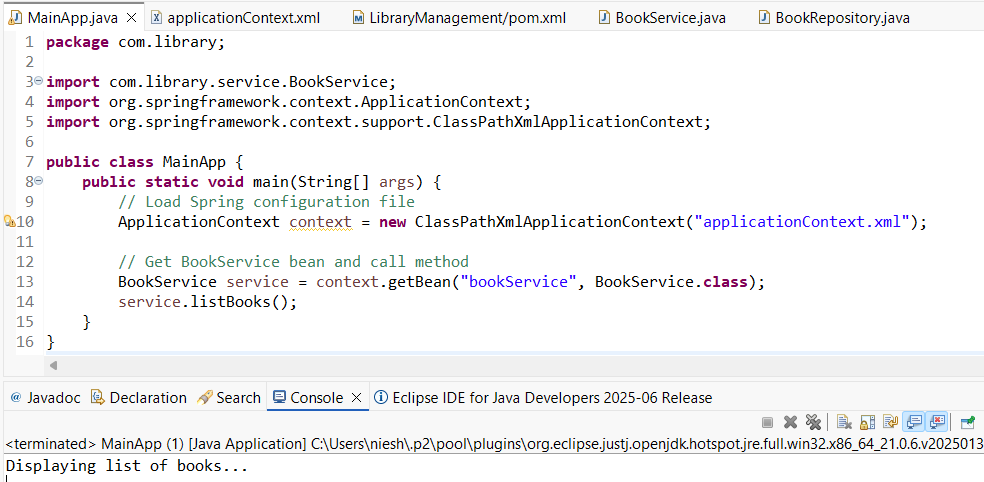 MainApp.java applicationContext.xml LibraryManagement/pom.xml BookService.java BookRepository.java
1 package com.library;
2
3 import com.library.service.BookService;
4 import org.springframework.context.ApplicationContext;
5 import org.springframework.context.support.ClassPathXmlApplicationContext;
6
7 public class MainApp {
8     public static void main(String[] args) {
9         // Load Spring configuration file
10         ApplicationContext context = new ClassPathXmlApplicationContext("applicationContext.xml");
11
12         // Get BookService bean and call method
13         BookService service = context.getBean("bookService", BookService.class);
14         service.listBooks();
15     }
16 }
@ Javadoc Declaration Search Console Eclipse IDE for Java Developers 2025-06 Release
<terminated> MainApp (1) [Java Application] C:\Users\niesh\.p2\pool\plugins\org.eclipse.justj.openjdk.hotspot.jre.full.win32.x86_64_21.0.6.v2025013
Displaying list of books...